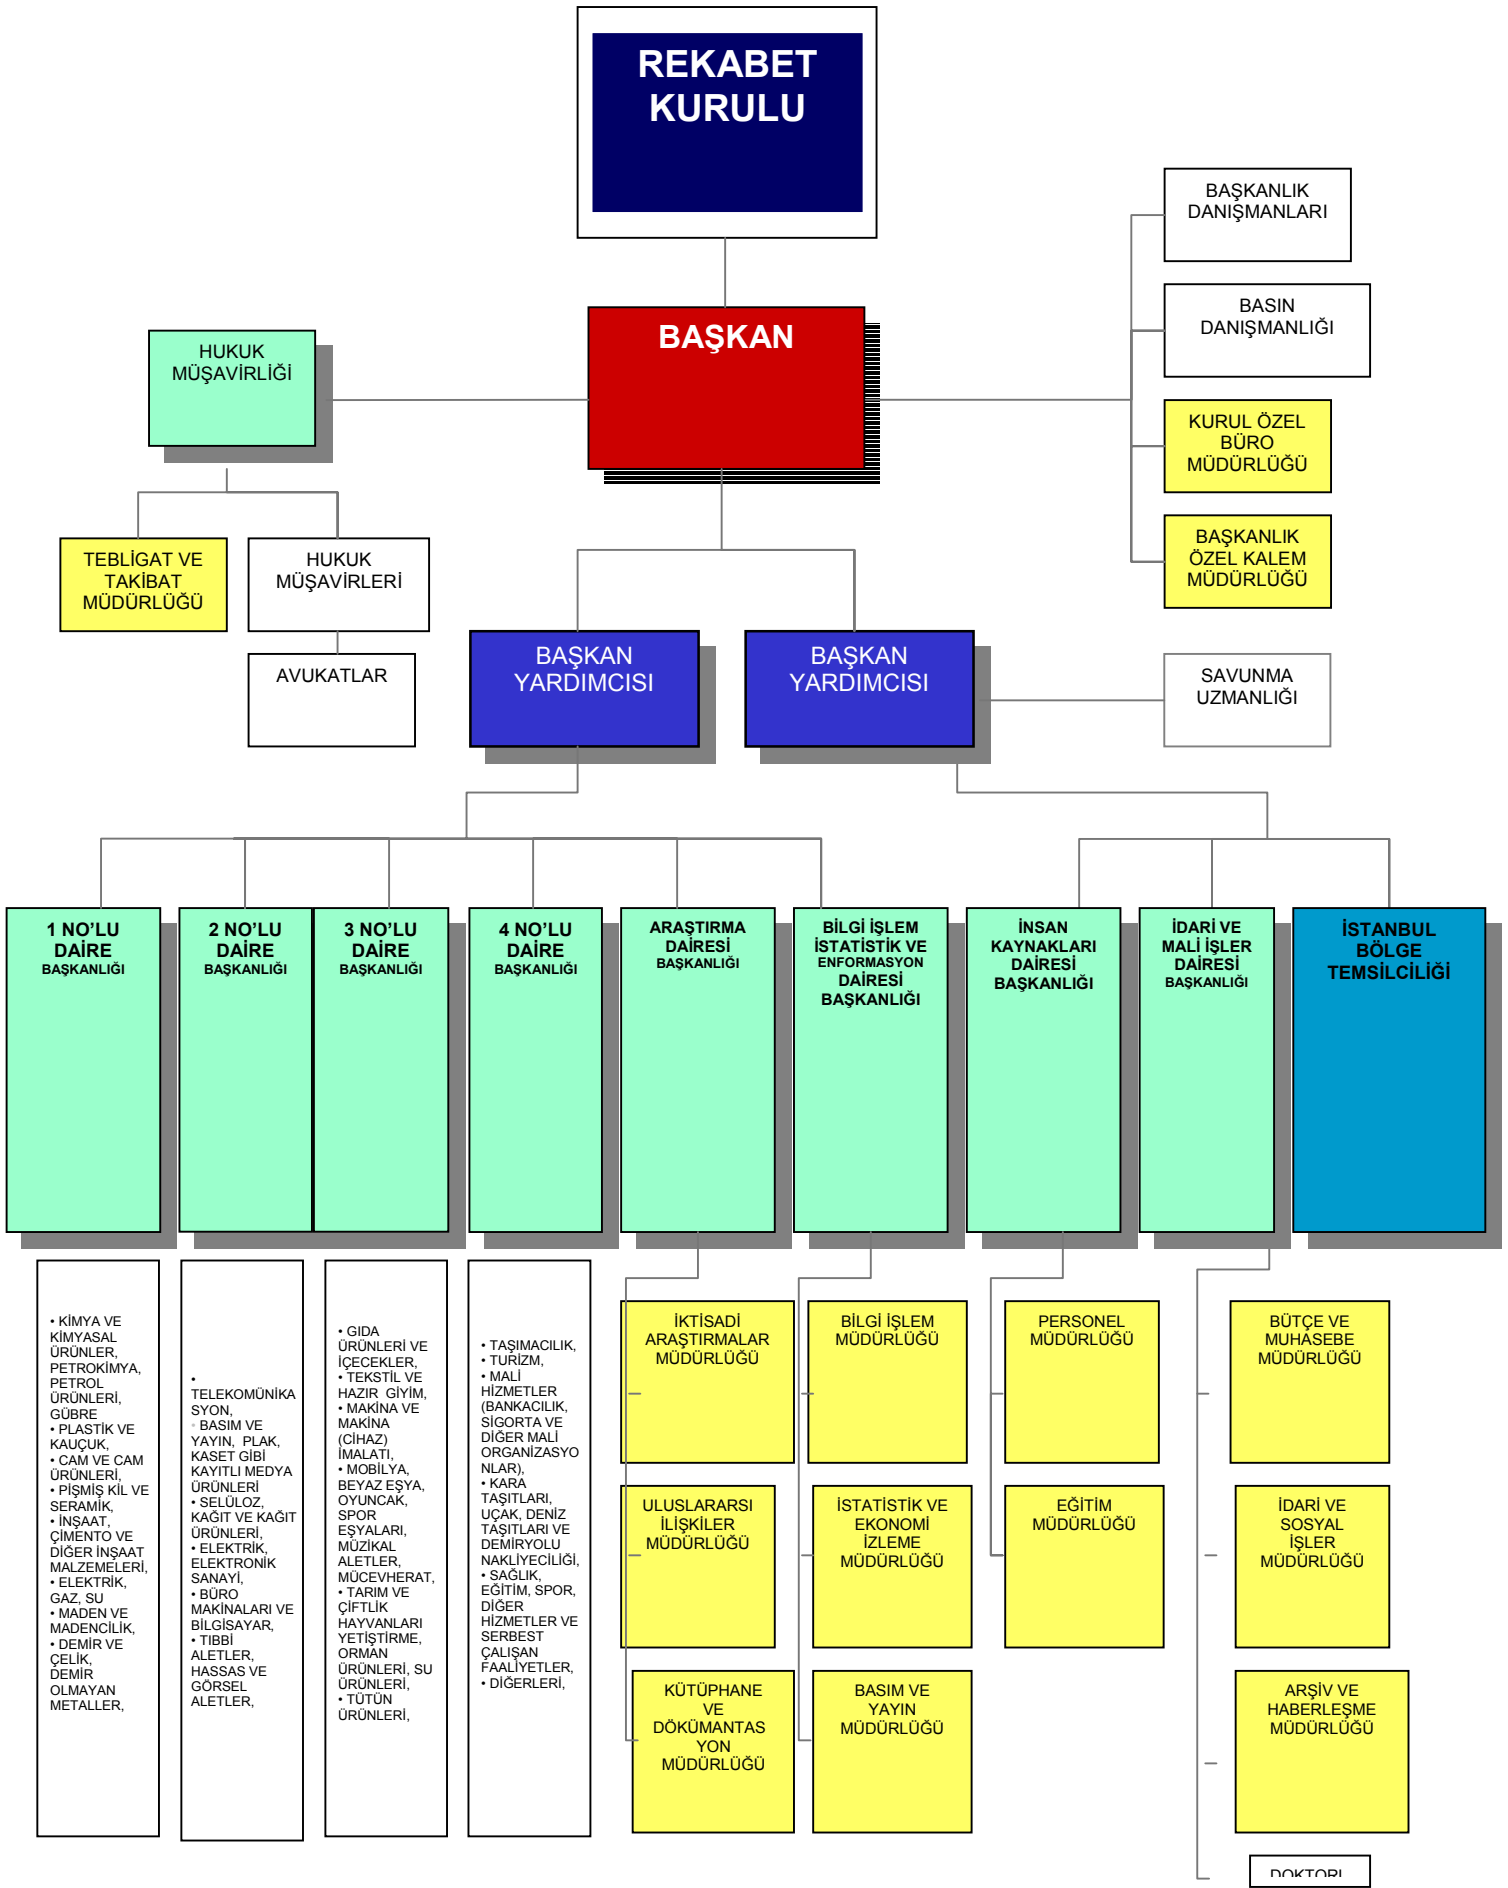 REKABET
KURULU
BAŞKANLIK
DANIŞMANLARI
BASIN
DANIŞMANLIĞI
BAŞKAN
HUKUK
MÜŞAVİRLİĞİ
KURUL ÖZEL
BÜRO
MÜDÜRLÜĞÜ
BAŞKANLIK
ÖZEL KALEM
MÜDÜRLÜĞÜ
TEBLİGAT VE
TAKİBAT
MÜDÜRLÜĞÜ
HUKUK
MÜŞAVİRLERİ
AVUKATLAR
BAŞKAN
YARDIMCISI
BAŞKAN
YARDIMCISI
SAVUNMA
UZMANLIĞI
1 NO’LU
DAİRE
BAŞKANLIĞI
2 NO’LU
DAİRE
BAŞKANLIĞI
3 NO’LU
DAİRE
BAŞKANLIĞI
4 NO’LU
DAİRE
BAŞKANLIĞI
ARAŞTIRMA
DAİRESİ
BAŞKANLIĞI
BİLGİ İŞLEM
İSTATİSTİK VE
ENFORMASYON
DAİRESİ
BAŞKANLIĞI
İNSAN
KAYNAKLARI
DAİRESİ
BAŞKANLIĞI
İDARİ VE
MALİ İŞLER
DAİRESİ
BAŞKANLIĞI
İSTANBUL
BÖLGE
TEMSİLCİLİĞİ
• KİMYA VE
KİMYASAL
ÜRÜNLER,
PETROKİMYA,
PETROL
ÜRÜNLERİ,
GÜBRE
• PLASTİK VE
KAUÇUK,
• CAM VE CAM
ÜRÜNLERİ,
• PİŞMİŞ KİL VE
SERAMİK,
• İNŞAAT,
ÇİMENTO VE
DİĞER İNŞAAT
MALZEMELERİ,
• ELEKTRİK,
GAZ, SU
• MADEN VE
MADENCİLİK,
• DEMİR VE
ÇELİK,
DEMİR
OLMAYAN
METALLER,
•
TELEKOMÜNİKA
SYON,
• BASIM VE
YAYIN, PLAK,
KASET GİBİ
KAYITLI MEDYA
ÜRÜNLERİ
• SELÜLOZ,
KAĞIT VE KAĞIT
ÜRÜNLERİ,
• ELEKTRİK,
ELEKTRONİK
SANAYİ,
• BÜRO
MAKİNALARI VE
BİLGİSAYAR,
• TIBBİ
ALETLER,
HASSAS VE
GÖRSEL
ALETLER,
• GIDA
ÜRÜNLERİ VE
İÇECEKLER,
• TEKSTİL VE
HAZIR GİYİM,
• MAKİNA VE
MAKİNA
(CİHAZ)
İMALATI,
• MOBİLYA,
BEYAZ EŞYA,
OYUNCAK,
SPOR
EŞYALARI,
MÜZİKAL
ALETLER,
MÜCEVHERAT,
• TARIM VE
ÇİFTLİK
HAYVANLARI
YETİŞTİRME,
ORMAN
ÜRÜNLERİ, SU
ÜRÜNLERİ,
• TÜTÜN
ÜRÜNLERİ,
• TAŞIMACILIK,
• TURİZM,
• MALİ
HİZMETLER
(BANKACILIK,
SİGORTA VE
DİĞER MALİ
ORGANİZASYO
NLAR),
• KARA
TAŞITLARI,
UÇAK, DENİZ
TAŞITLARI VE
DEMİRYOLU
NAKLİYECİLİĞİ,
• SAĞLIK,
EĞİTİM, SPOR,
DİĞER
HİZMETLER VE
SERBEST
ÇALIŞAN
FAALİYETLER,
• DİĞERLERİ,
İKTİSADİ
ARAŞTIRMALAR
MÜDÜRLÜĞÜ
ULUSLARARSI
İLİŞKİLER
MÜDÜRLÜĞÜ
KÜTÜPHANE
VE
DÖKÜMANTAS
YON
MÜDÜRLÜĞÜ
BİLGİ İŞLEM
MÜDÜRLÜĞÜ
İSTATİSTİK VE
EKONOMİ
İZLEME
MÜDÜRLÜĞÜ
BASIM VE
YAYIN
MÜDÜRLÜĞÜ
PERSONEL
MÜDÜRLÜĞÜ
EĞİTİM
MÜDÜRLÜĞÜ
BÜTÇE VE
MUHASEBE
MÜDÜRLÜĞÜ
İDARİ VE
SOSYAL
İŞLER
MÜDÜRLÜĞÜ
ARŞİV VE
HABERLEŞME
MÜDÜRLÜĞÜ